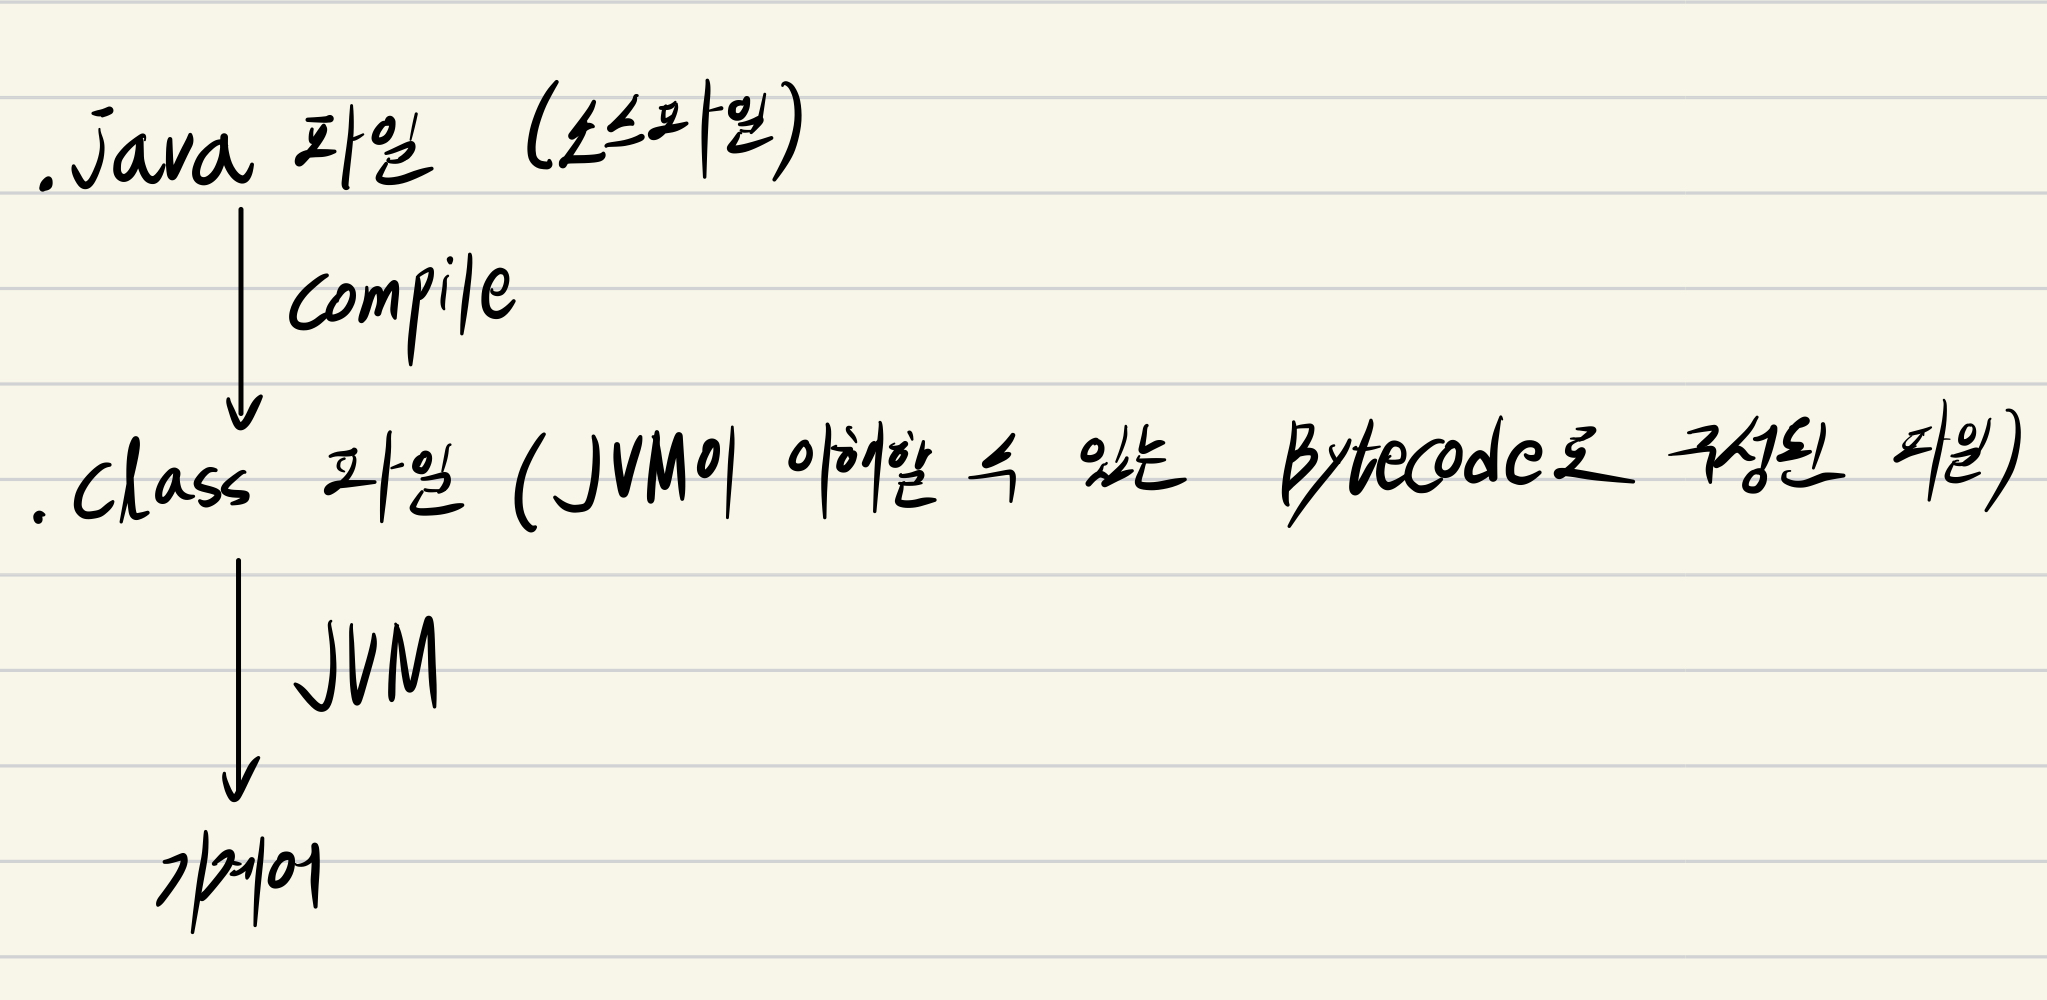 .java 파일 (소스파일)
compile
.class 파일 (JVM이 이해할 수 있는 Bytecode로 구성된 파일)
JVM
기계어